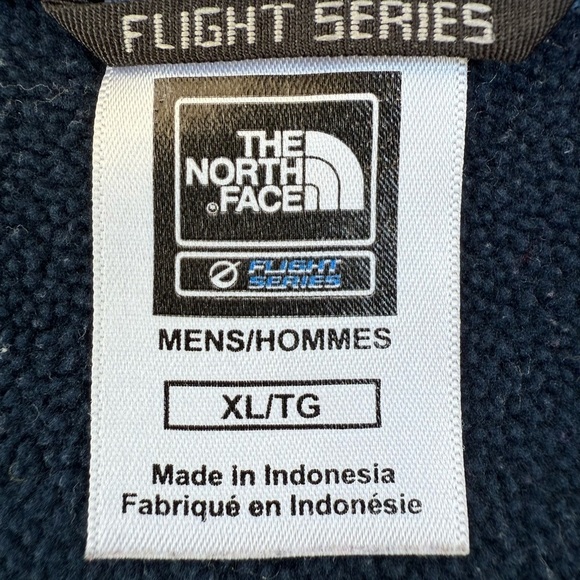 FLIGHT SERIES
THE
NORTH
FACE
FLIGHT
SERIES
MENS/HOMMES
XL/TG
Made in Indonesia
Fabriqué en Indonésie